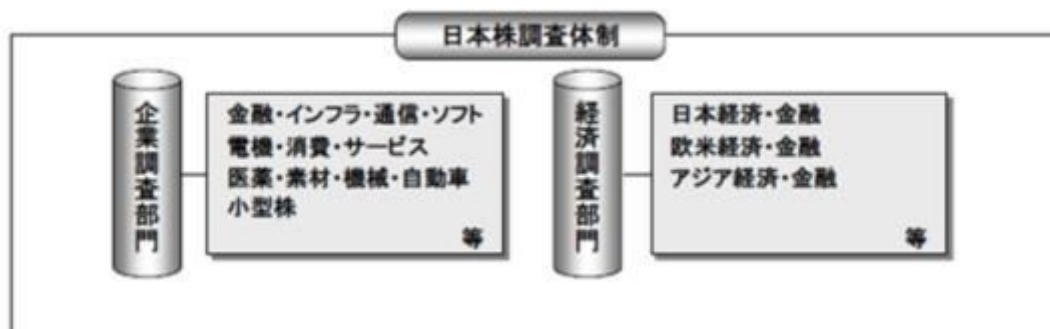 日本株調査体制
企業調査部門
金融・インフラ・通信・ソフト
電機・消費・サービス
医薬・素材・機械・自動車
小型株
等
経済調査部門
日本経済・金融
欧米経済・金融
アジア経済・金融
等